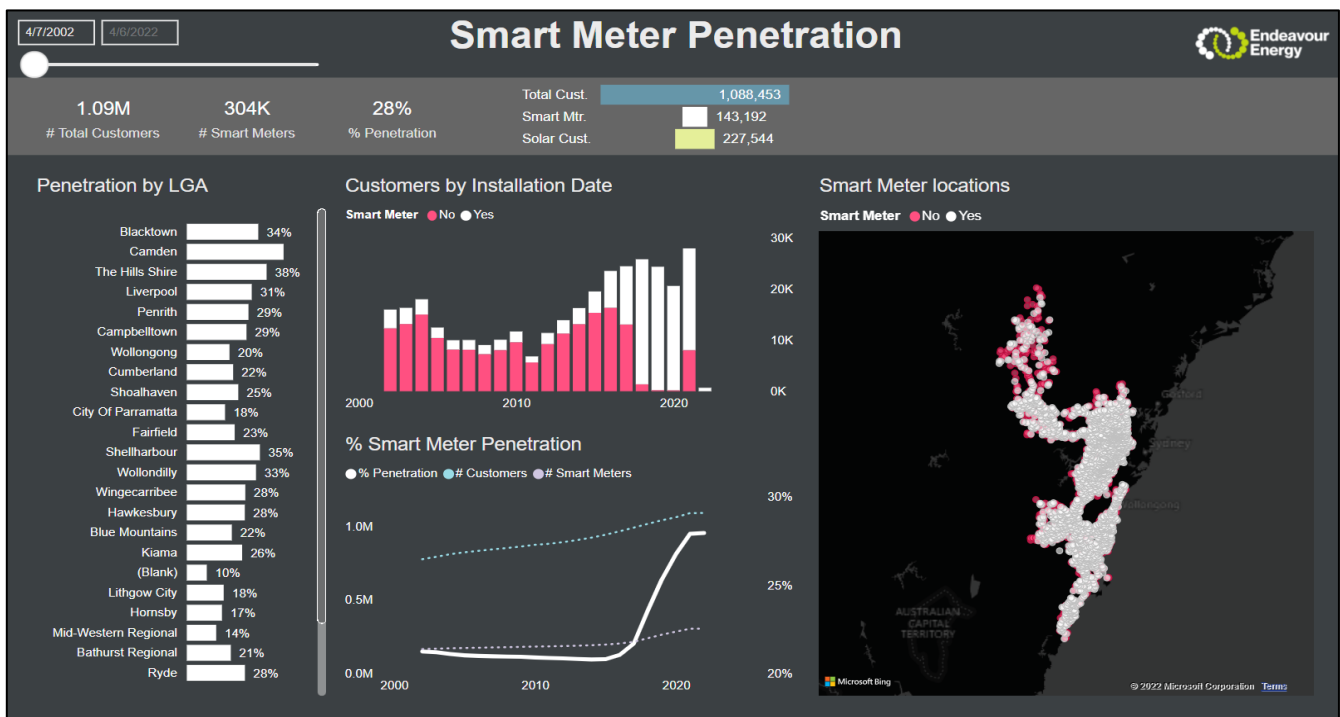 4/7/2002 4/6/2022
Smart Meter Penetration
Endeavour
Energy
1.09M
# Total Customers
304K
# Smart Meters
28%
% Penetration
Total Cust. 1,088,453
Smart Mtr. 143,192
Solar Cust. 227,544
Penetration by LGA
Blacktown 34%
Camden
The Hills Shire 38%
Liverpool 31%
Penrith 29%
Campbelltown 29%
Wollongong 20%
Cumberland 22%
Shoalhaven 25%
City Of Parramatta 18%
Fairfield 23%
Shellharbour 35%
Wollondilly 33%
Wingecarribee 28%
Hawkesbury 28%
Blue Mountains 22%
Kiama 26%
(Blank) 10%
Lithgow City 18%
Hornsby 17%
Mid-Western Regional 14%
Bathurst Regional 21%
Ryde 28%
Customers by Installation Date
Smart Meter No Yes
30K
20K
10K
0K
2000 2010 2020
% Smart Meter Penetration
% Penetration # Customers # Smart Meters
1.0M
0.5M
0.0M
30%
25%
20%
2000 2010 2020
Smart Meter locations
Smart Meter No Yes
Gosford
Sydney
AUSTRALIAN
CAPITAL
TERRITORY
Microsoft Bing
© 2022 Microsoft Corporation Terms